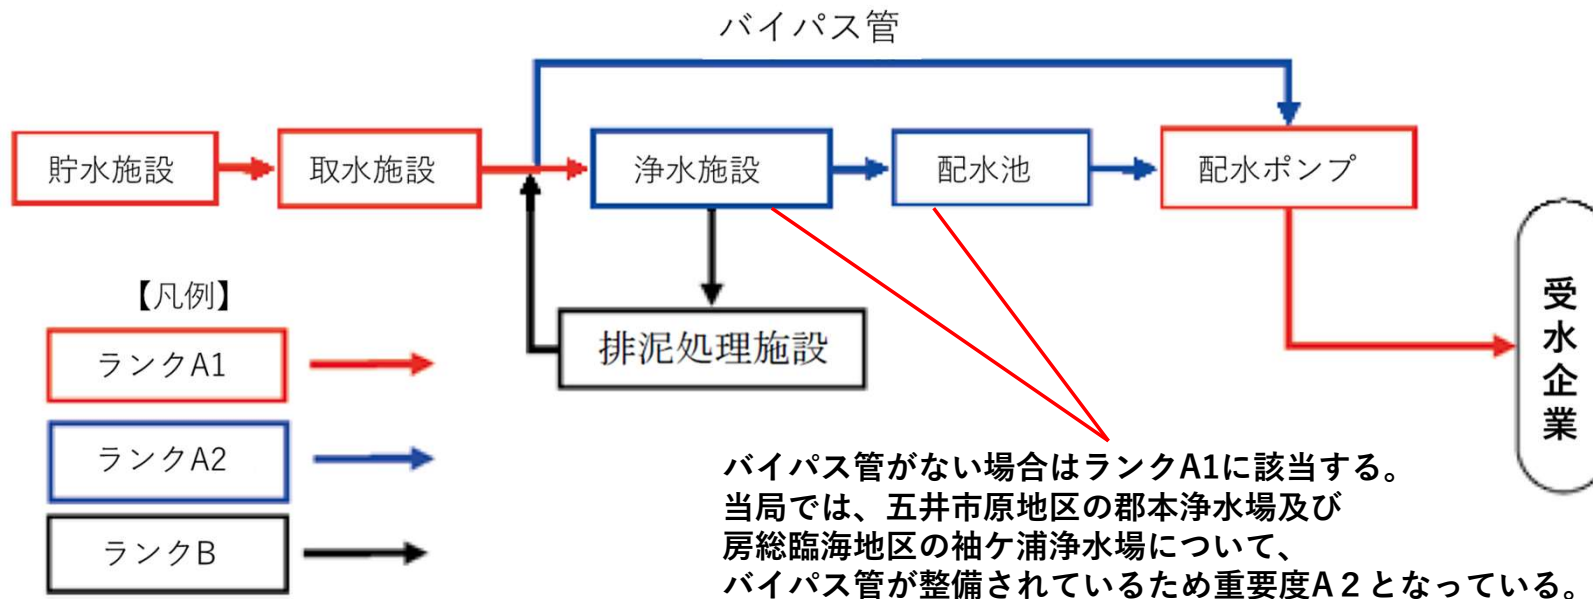 バイパス管
貯水施設
取水施設
浄水施設
配水池
配水ポンプ
排泥処理施設
受水企業
【凡例】
ランクA1
ランクA2
ランクB
バイパス管がない場合はランクA1に該当する。
当局では、五井市原地区の郡本浄水場及び
房総臨海地区の袖ケ浦浄水場について、
バイパス管が整備されているため重要度A２となっている。